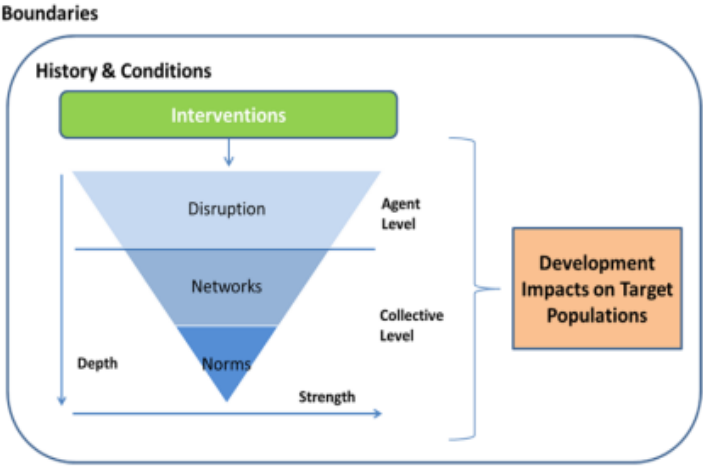 Boundaries
History & Conditions
Interventions
Disruption
Agent
Level
Networks
Development
Impacts on Target
Populations
Collective
Level
Norms
Depth
Strength